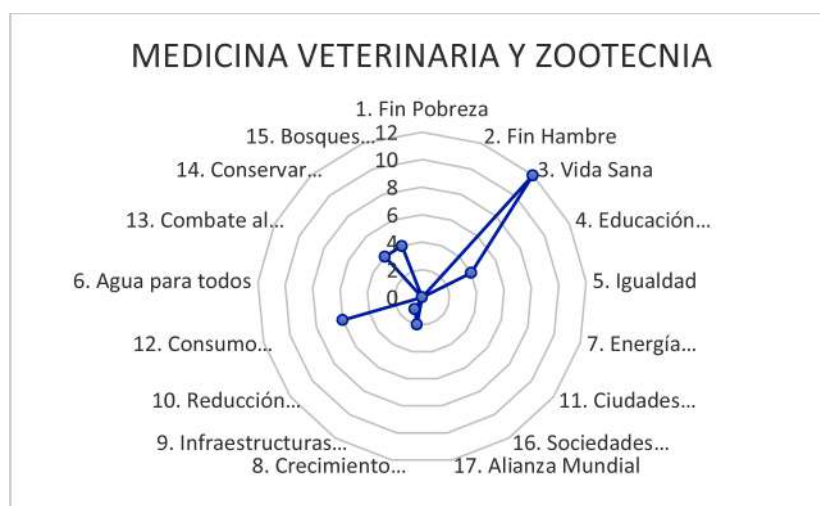 MEDICINA VETERINARIA Y ZOOTECNIA
1. Fin Pobreza
15. Bosques...
2. Fin Hambre
14. Conservar...
3. Vida Sana
13. Combate al...
4. Educación...
6. Agua para todos
5. Igualdad
12. Consumo...
7. Energía...
10. Reducción...
11. Ciudades...
9. Infraestructuras...
16. Sociedades...
8. Crecimiento...
17. Alianza Mundial
12
10
8
6
4
2
0